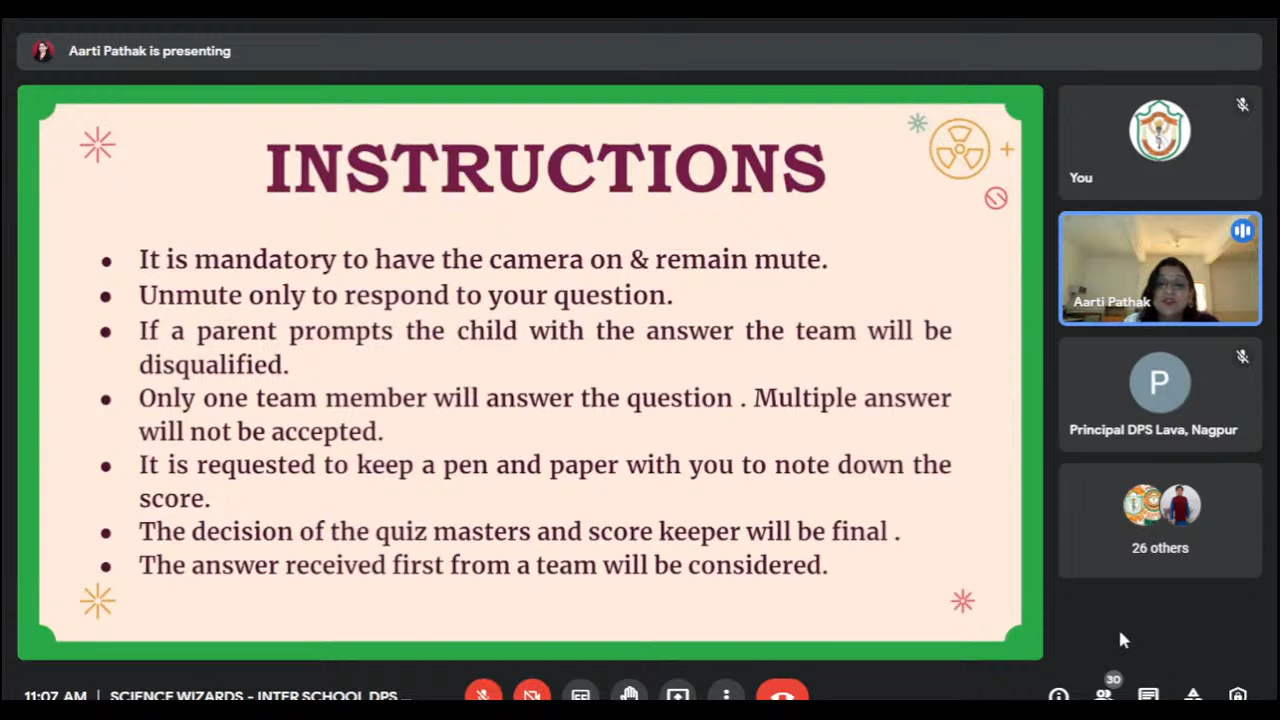 Aarti Pathak is presenting
INSTRUCTIONS
• It is mandatory to have the camera on & remain mute.
• Unmute only to respond to your question.
• If a parent prompts the child with the answer the team will be
disqualified.
• Only one team member will answer the question . Multiple answer
will not be accepted.
• It is requested to keep a pen and paper with you to note down the
score.
• The decision of the quiz masters and score keeper will be final .
• The answer received first from a team will be considered.
You
Aarti Pathak
P
Principal DPS Lava, Nagpur
26 others
11:07 AM | SCIENCE WIZARDS - INTER SCHOOL DPS ...
30